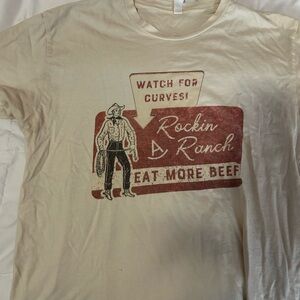 WATCH FOR
CURVES!
Rockin
A Ranch
EAT MORE BEEF